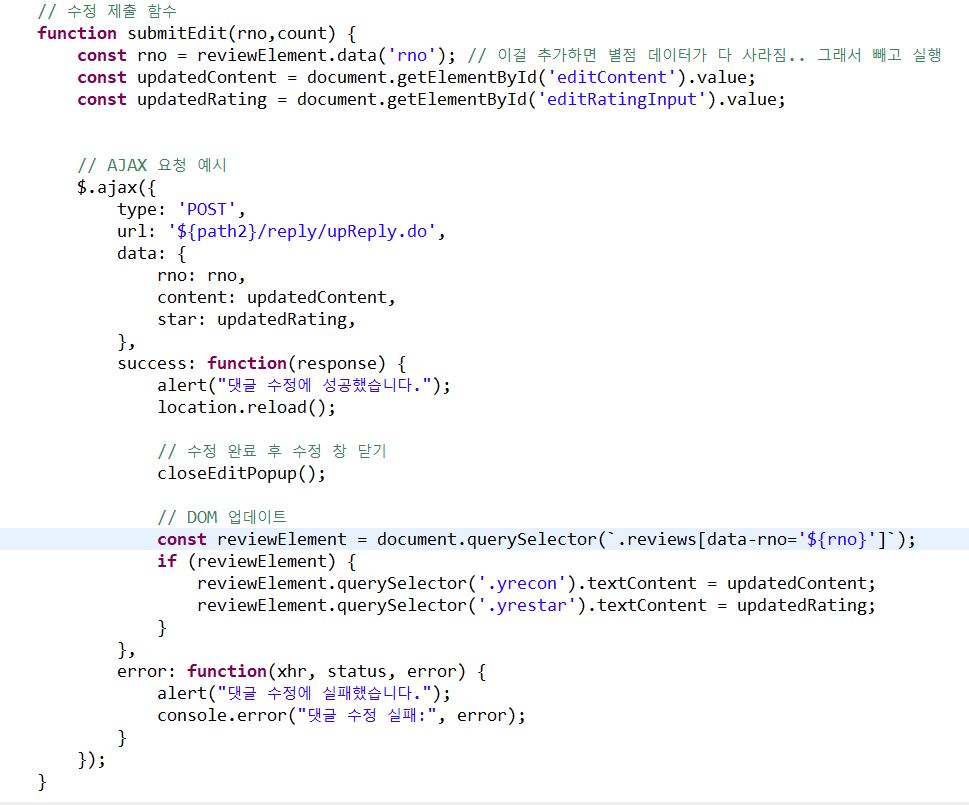 // 수정 제출 함수
function submitEdit(rno,count) {
    const rno = reviewElement.data('rno'); // 이걸 추가하면 별점 데이터가 다 사라짐.. 그래서 빼고 실행
    const updatedContent = document.getElementById('editContent').value;
    const updatedRating = document.getElementById('editRatingInput').value;
    // AJAX 요청 예시
    $.ajax({
        type: 'POST',
        url: '${path2}/reply/upReply.do',
        data: {
            rno: rno,
            content: updatedContent,
            star: updatedRating,
        },
        success: function(response) {
            alert("댓글 수정에 성공했습니다.");
            location.reload();
            // 수정 완료 후 수정 창 닫기
            closeEditPopup();
            // DOM 업데이트
            const reviewElement = document.querySelector(`.reviews[data-rno='${rno}']`);
            if (reviewElement) {
                reviewElement.querySelector('.yrecon').textContent = updatedContent;
                reviewElement.querySelector('.yrestar').textContent = updatedRating;
            }
        },
        error: function(xhr, status, error) {
            alert("댓글 수정에 실패했습니다.");
            console.error("댓글 수정 실패:", error);
        }
    });
}